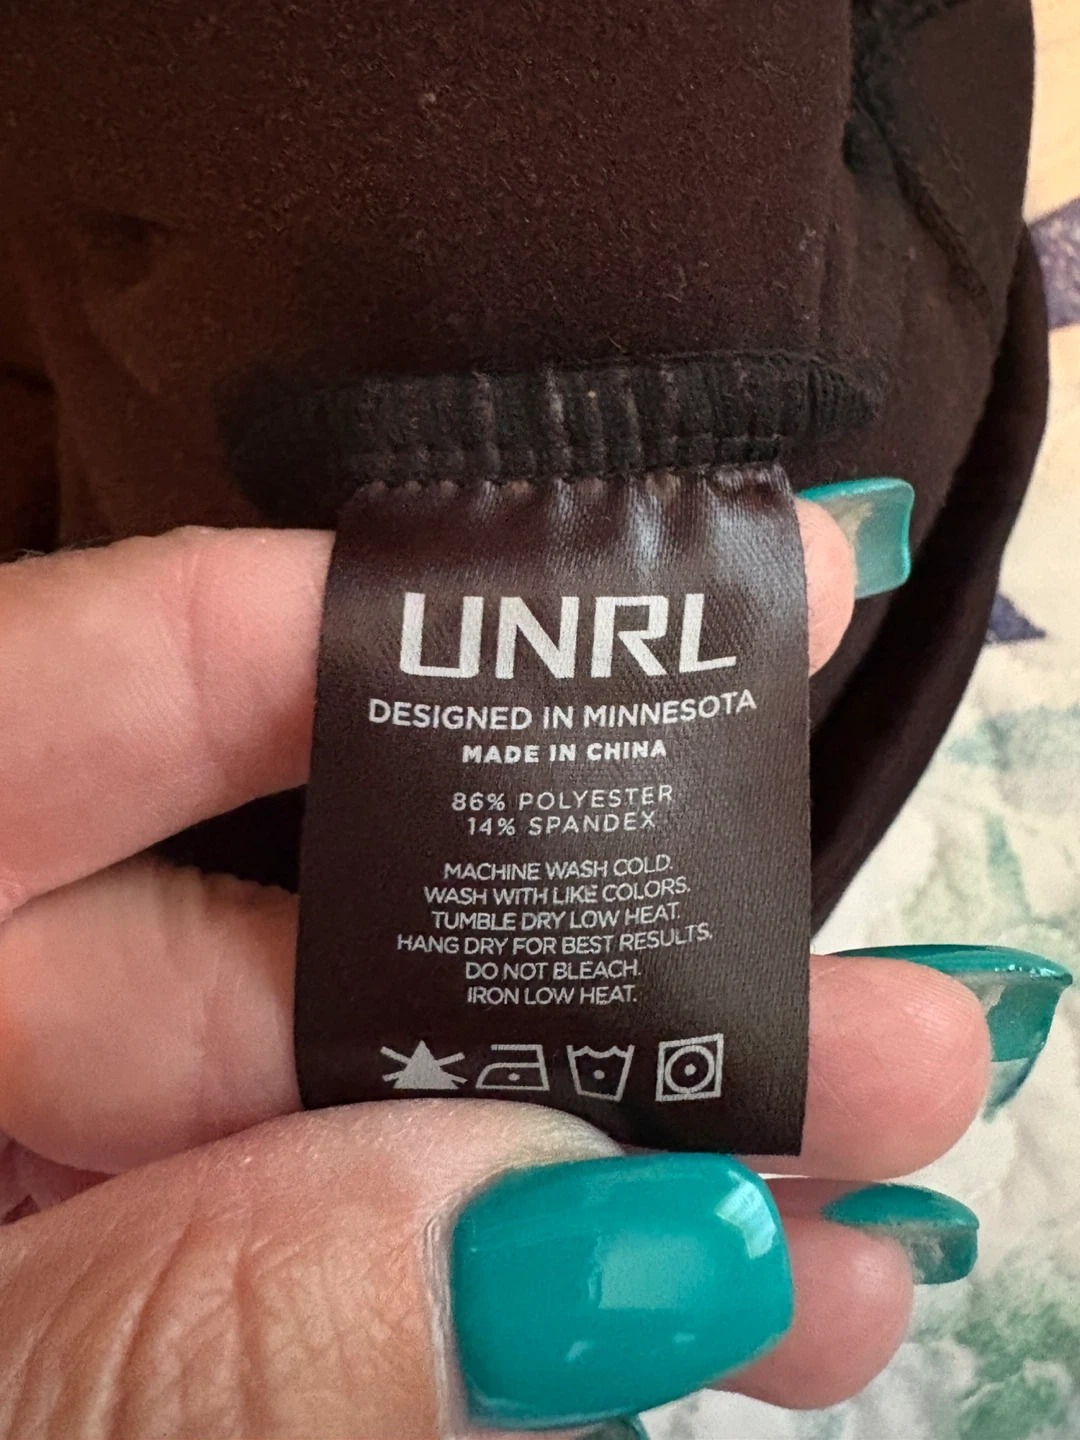 UNRL
DESIGNED IN MINNESOTA
MADE IN CHINA
86% POLYESTER
14% SPANDEX
MACHINE WASH COLD.
WASH WITH LIKE COLORS.
TUMBLE DRY LOW HEAT.
HANG DRY FOR BEST RESULTS.
DO NOT BLEACH.
IRON LOW HEAT.